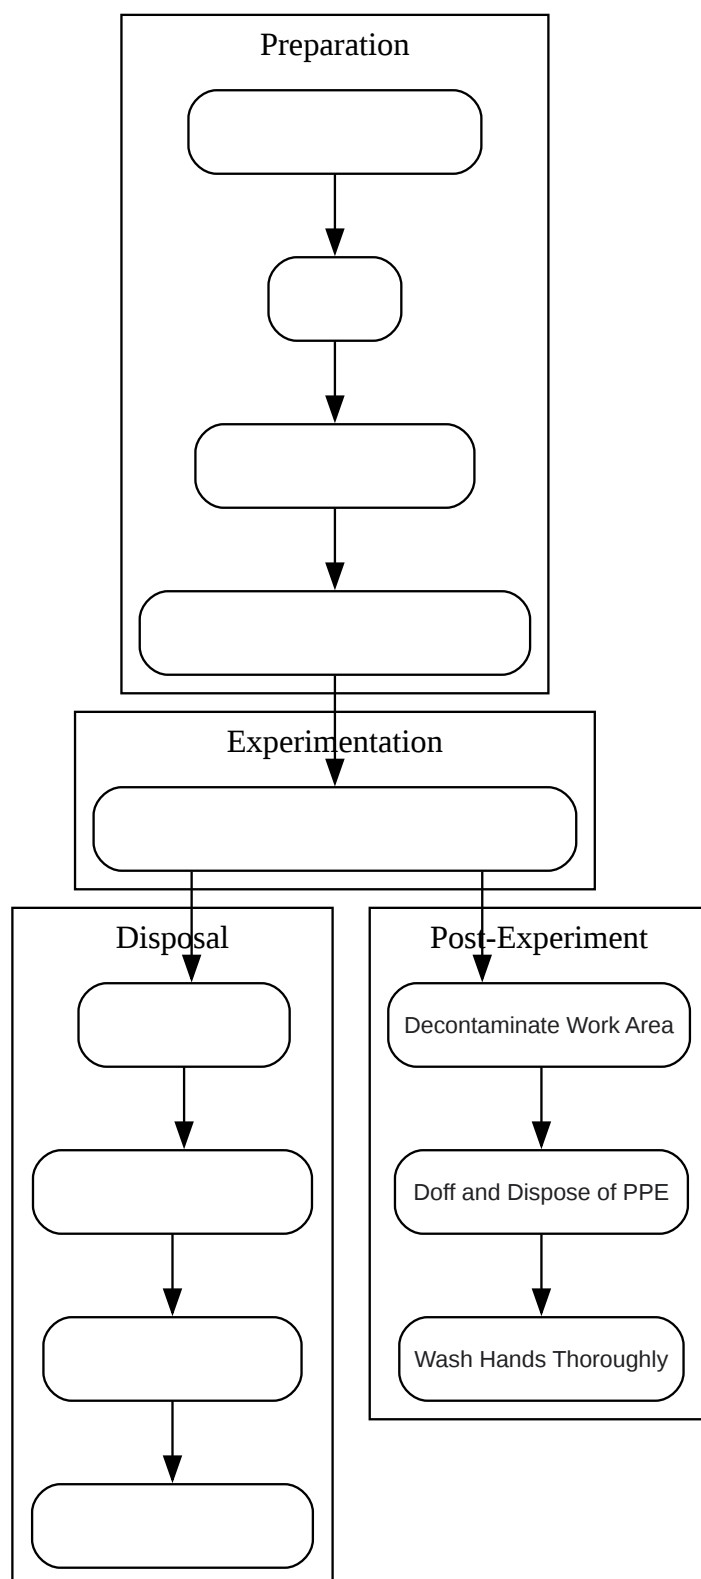 Preparation
Experimentation
Disposal
Post-Experiment
Decontaminate Work Area
Doff and Dispose of PPE
Wash Hands Thoroughly